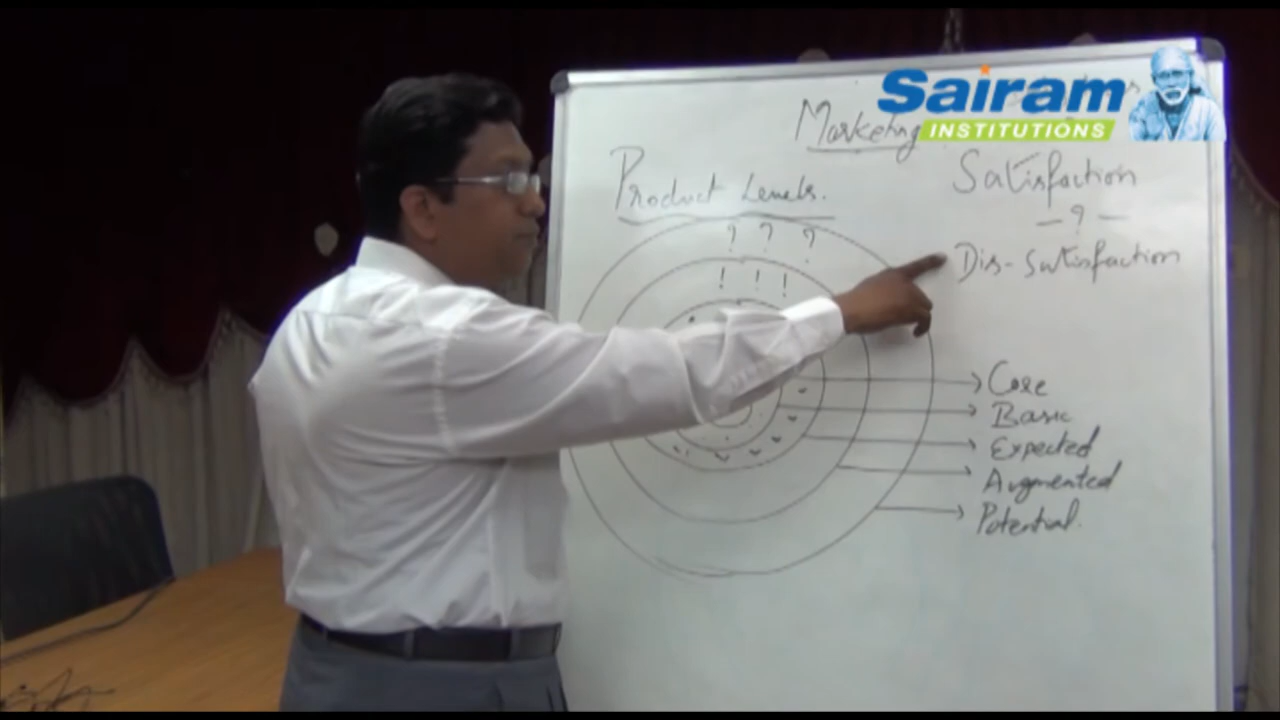 Sairam
INSTITUTIONS
Marketing
Product Levels.
Satisfaction
— ? —
Dis-Satisfaction
? ? ?
! ! !
Core
Basic
Expected
Augmented
Potential.